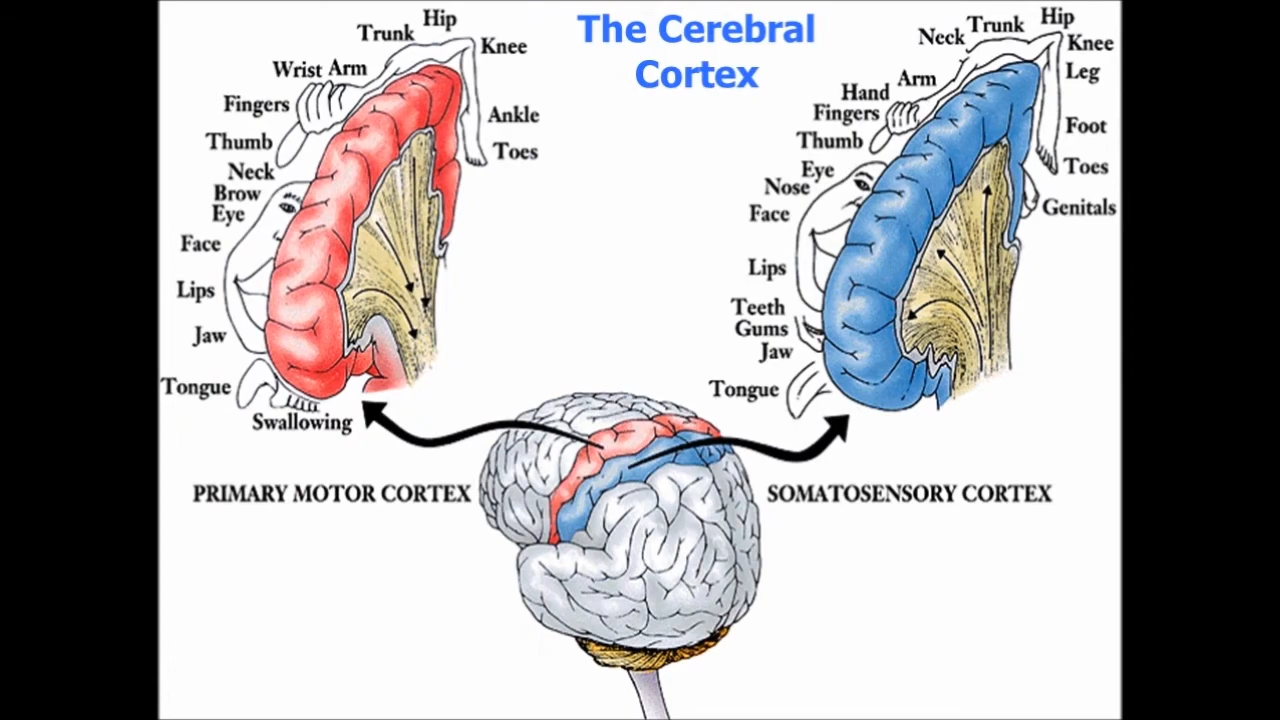 The Cerebral
Cortex
Hip
Trunk
Knee
Wrist Arm
Fingers
Ankle
Thumb
Toes
Neck
Brow
Eye
Face
Lips
Jaw
Tongue
Swallowing
PRIMARY MOTOR CORTEX
Hip
Trunk
Neck
Knee
Leg
Arm
Hand
Fingers
Foot
Thumb
Toes
Eye
Nose
Genitals
Face
Lips
Teeth
Gums
Jaw
Tongue
SOMATOSENSORY CORTEX